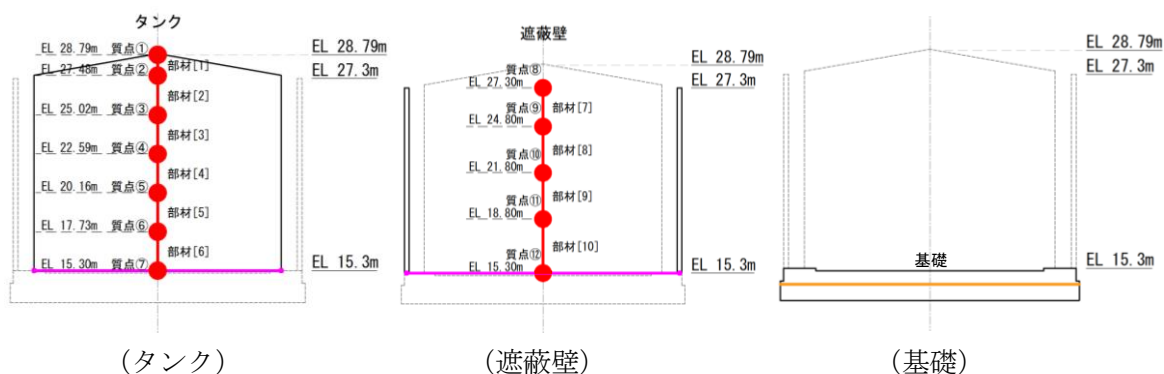 タンク
EL 28.79m 質点①
部材[1]
EL 28.79m
EL 27.48m 質点②
EL 27.3m
部材[2]
EL 25.02m 質点③
部材[3]
EL 22.59m 質点④
部材[4]
EL 20.16m 質点⑤
部材[5]
EL 17.73m 質点⑥
部材[6]
EL 15.30m 質点⑦
EL 15.3m
(タンク)
遮蔽壁
EL 28.79m
質点⑧
EL 27.30m
EL 27.3m
質点⑨ 部材[7]
EL 24.80m
質点⑩ 部材[8]
EL 21.80m
質点⑪ 部材[9]
EL 18.80m
質点⑫ 部材[10]
EL 15.30m
EL 15.3m
(遮蔽壁)
EL 28.79m
EL 27.3m
基礎
EL 15.3m
(基礎)